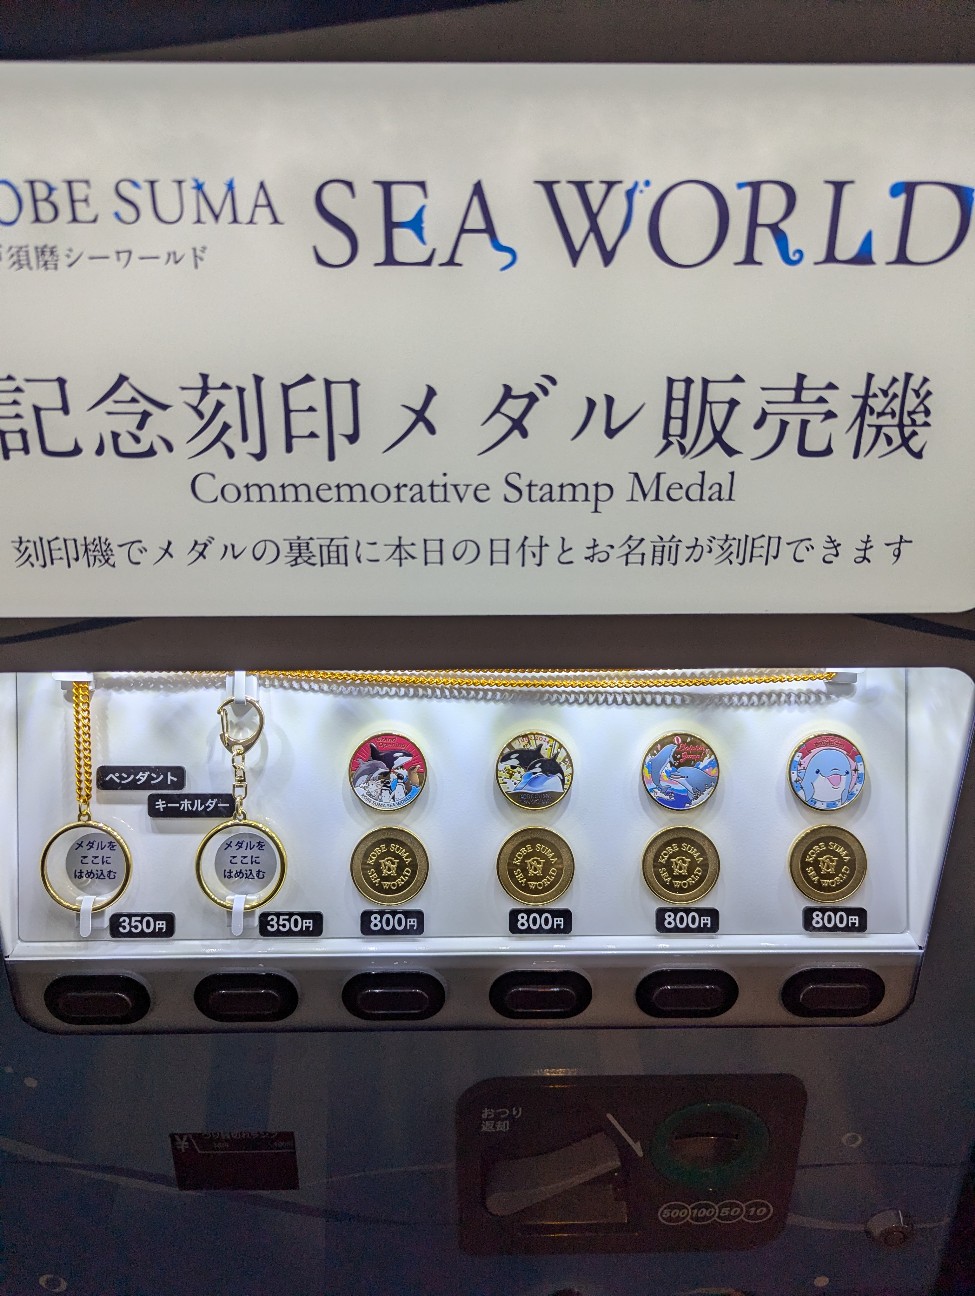 OBE SUMA SEA WORLD
須磨シーワールド
記念刻印メダル販売機
Commemorative Stamp Medal
刻印機でメダルの裏面に本日の日付とお名前が刻印できます
ペンダント
キーホルダー
メダルを
ここに
はめ込む
メダルを
ここに
はめ込む
KOBE SUMA
SEA WORLD
KOBE SUMA
SEA WORLD
KOBE SUMA
SEA WORLD
KOBE SUMA
SEA WORLD
350円
350円
800円
800円
800円
800円
おつり
返却
500 100 50 10